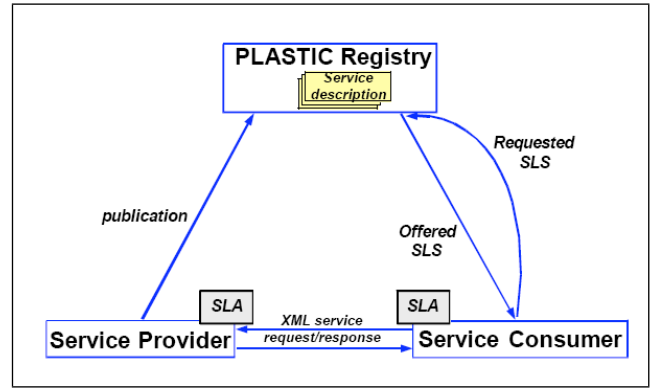 PLASTIC Registry
Service
description
Requested
SLS
publication
Offered
SLS
SLA
SLA
XML service
request/response
Service Provider
Service Consumer